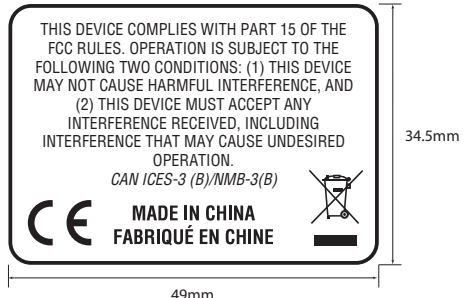 THIS DEVICE COMPLIES WITH PART 15 OF THE
FCC RULES. OPERATION IS SUBJECT TO THE
FOLLOWING TWO CONDITIONS: (1) THIS DEVICE
MAY NOT CAUSE HARMFUL INTERFERENCE, AND
(2) THIS DEVICE MUST ACCEPT ANY
INTERFERENCE RECEIVED, INCLUDING
INTERFERENCE THAT MAY CAUSE UNDESIRED
OPERATION.
CAN ICES-3 (B)/NMB-3(B)
CE
MADE IN CHINA
FABRIQUÉ EN CHINE
34.5mm
49mm